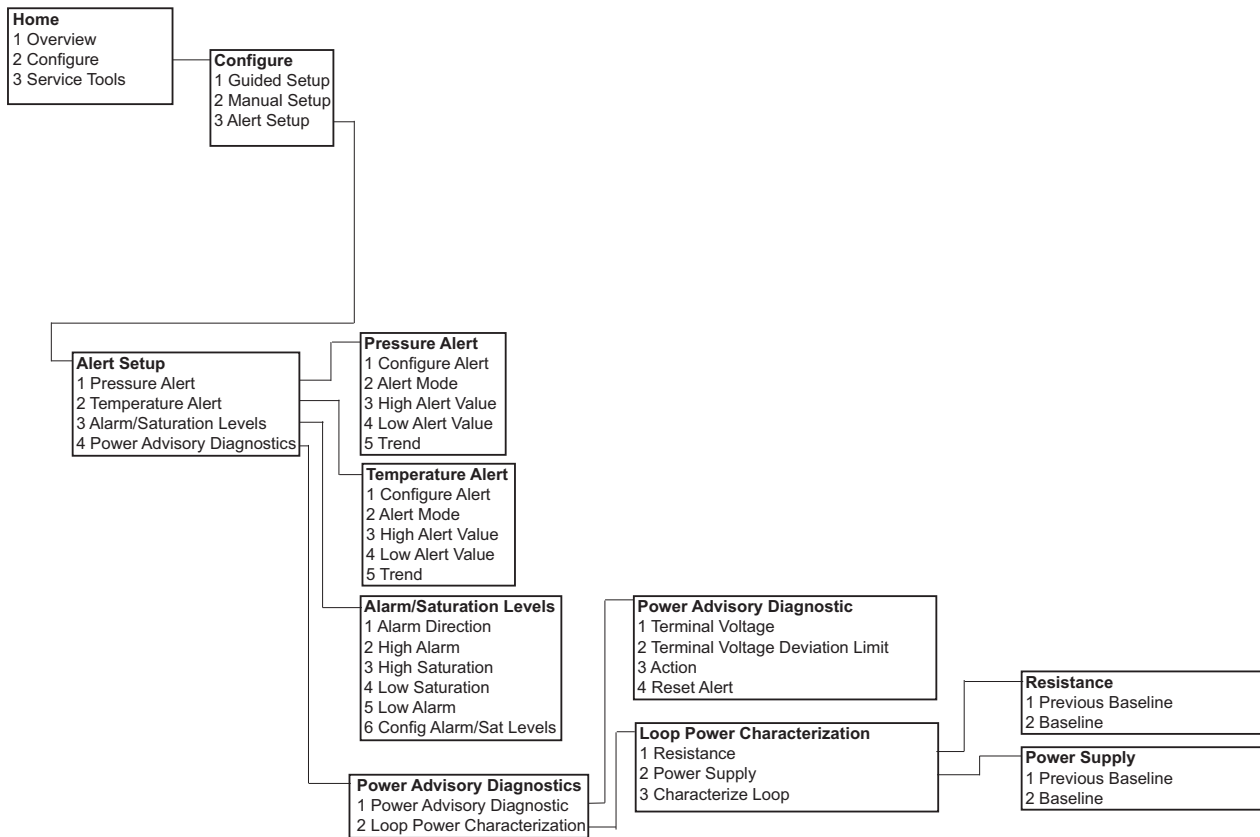 Home
1 Overview
2 Configure
3 Service Tools
Configure
1 Guided Setup
2 Manual Setup
3 Alert Setup
Alert Setup
1 Pressure Alert
2 Temperature Alert
3 Alarm/Saturation Levels
4 Power Advisory Diagnostics
Pressure Alert
1 Configure Alert
2 Alert Mode
3 High Alert Value
4 Low Alert Value
5 Trend
Temperature Alert
1 Configure Alert
2 Alert Mode
3 High Alert Value
4 Low Alert Value
5 Trend
Alarm/Saturation Levels
1 Alarm Direction
2 High Alarm
3 High Saturation
4 Low Saturation
5 Low Alarm
6 Config Alarm/Sat Levels
Power Advisory Diagnostics
1 Power Advisory Diagnostic
2 Loop Power Characterization
Power Advisory Diagnostic
1 Terminal Voltage
2 Terminal Voltage Deviation Limit
3 Action
4 Reset Alert
Loop Power Characterization
1 Resistance
2 Power Supply
3 Characterize Loop
Resistance
1 Previous Baseline
2 Baseline
Power Supply
1 Previous Baseline
2 Baseline